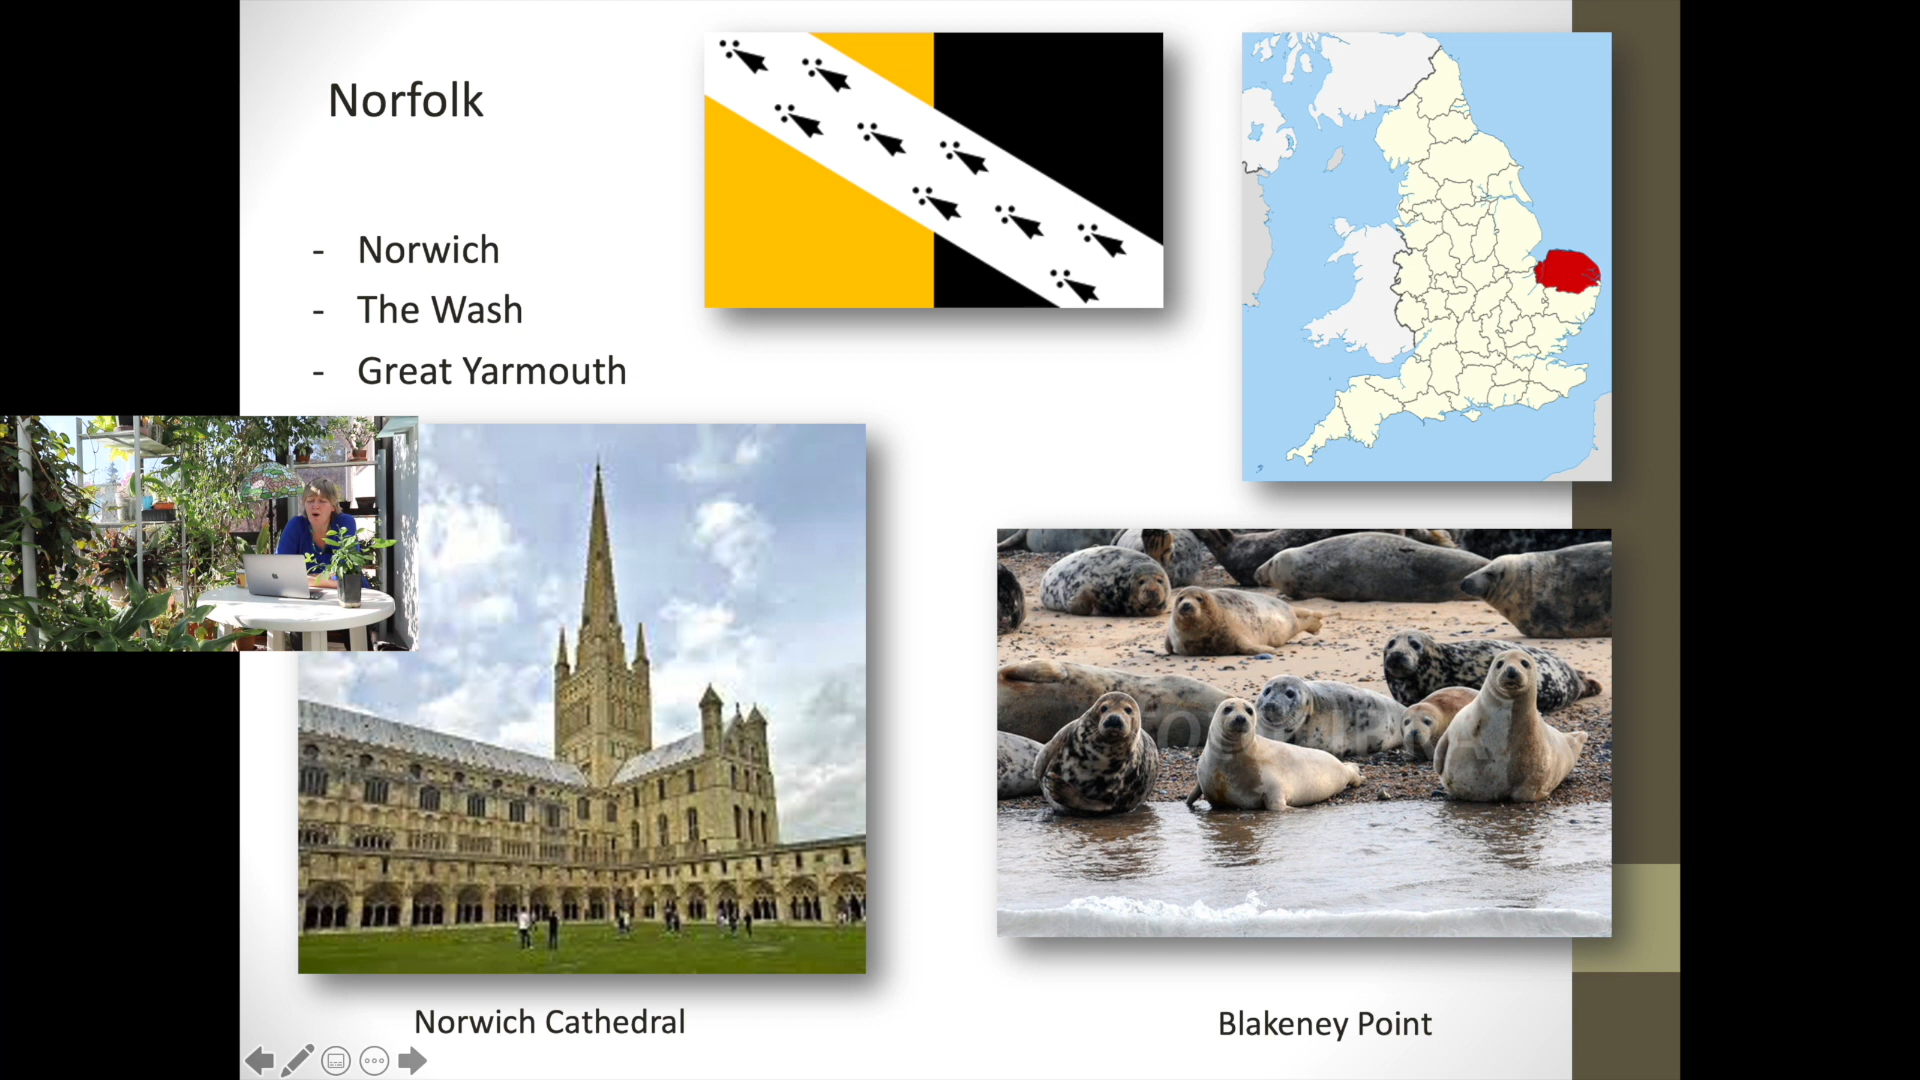 Norfolk
- Norwich
- The Wash
- Great Yarmouth
Norwich Cathedral
Blakeney Point